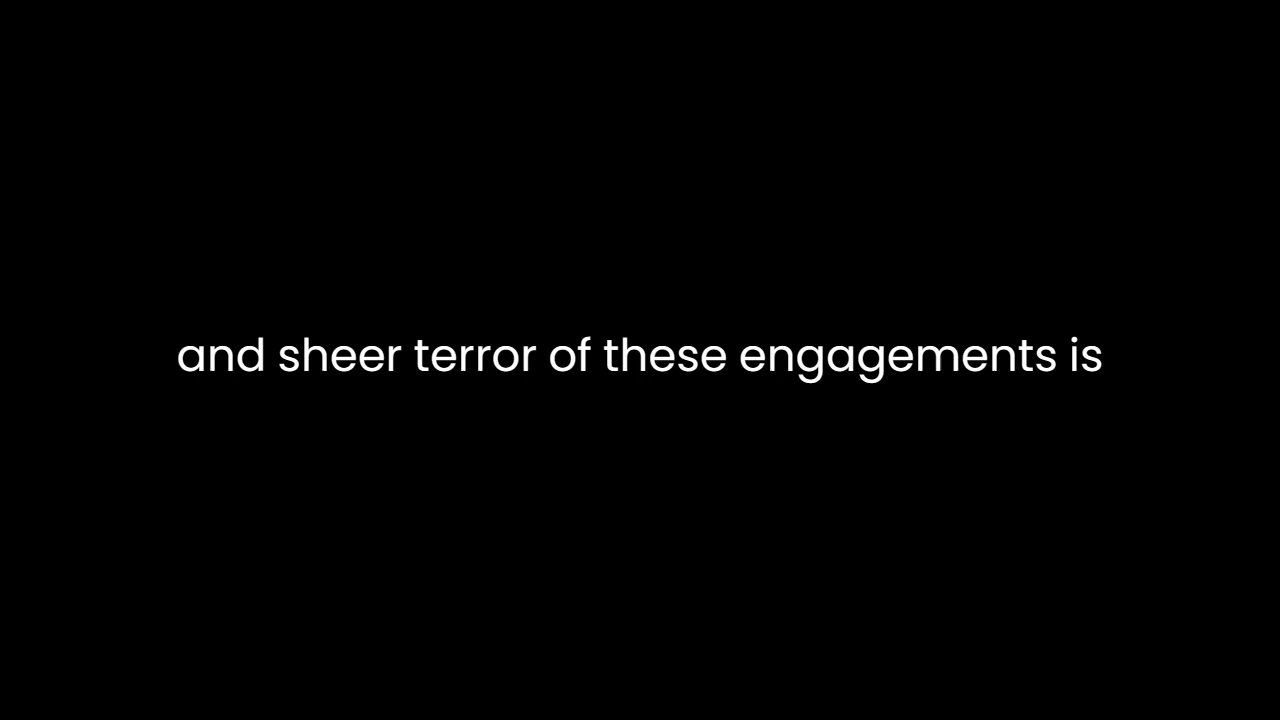 and sheer terror of these engagements is